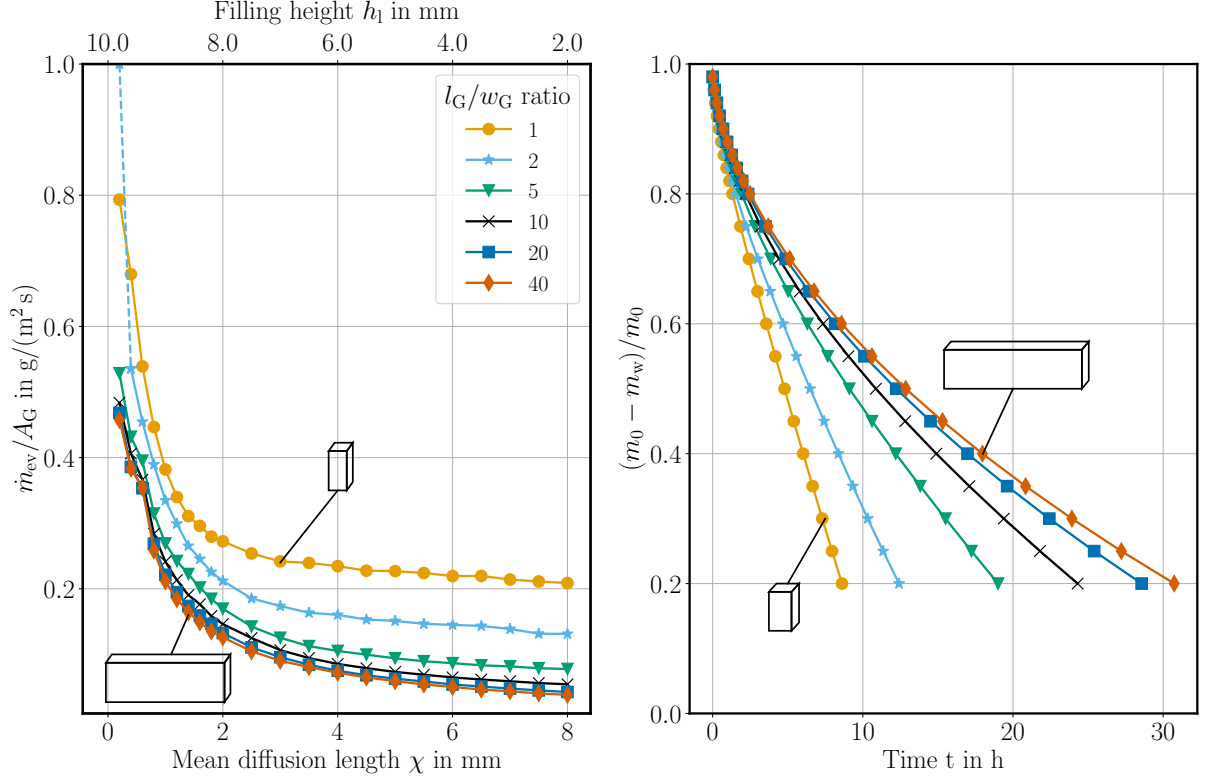 Filling height h_l in mm
10.0 8.0 6.0 4.0 2.0
1.0
0.8
0.6
0.4
0.2
ṁ_ev/A_G in g/(m² s)
l_G/w_G ratio
1
2
5
10
20
40
0 2 4 6 8
Mean diffusion length χ in mm
1.0
0.8
0.6
0.4
0.2
0.0
(m_0 − m_w)/m_0
0 10 20 30
Time t in h